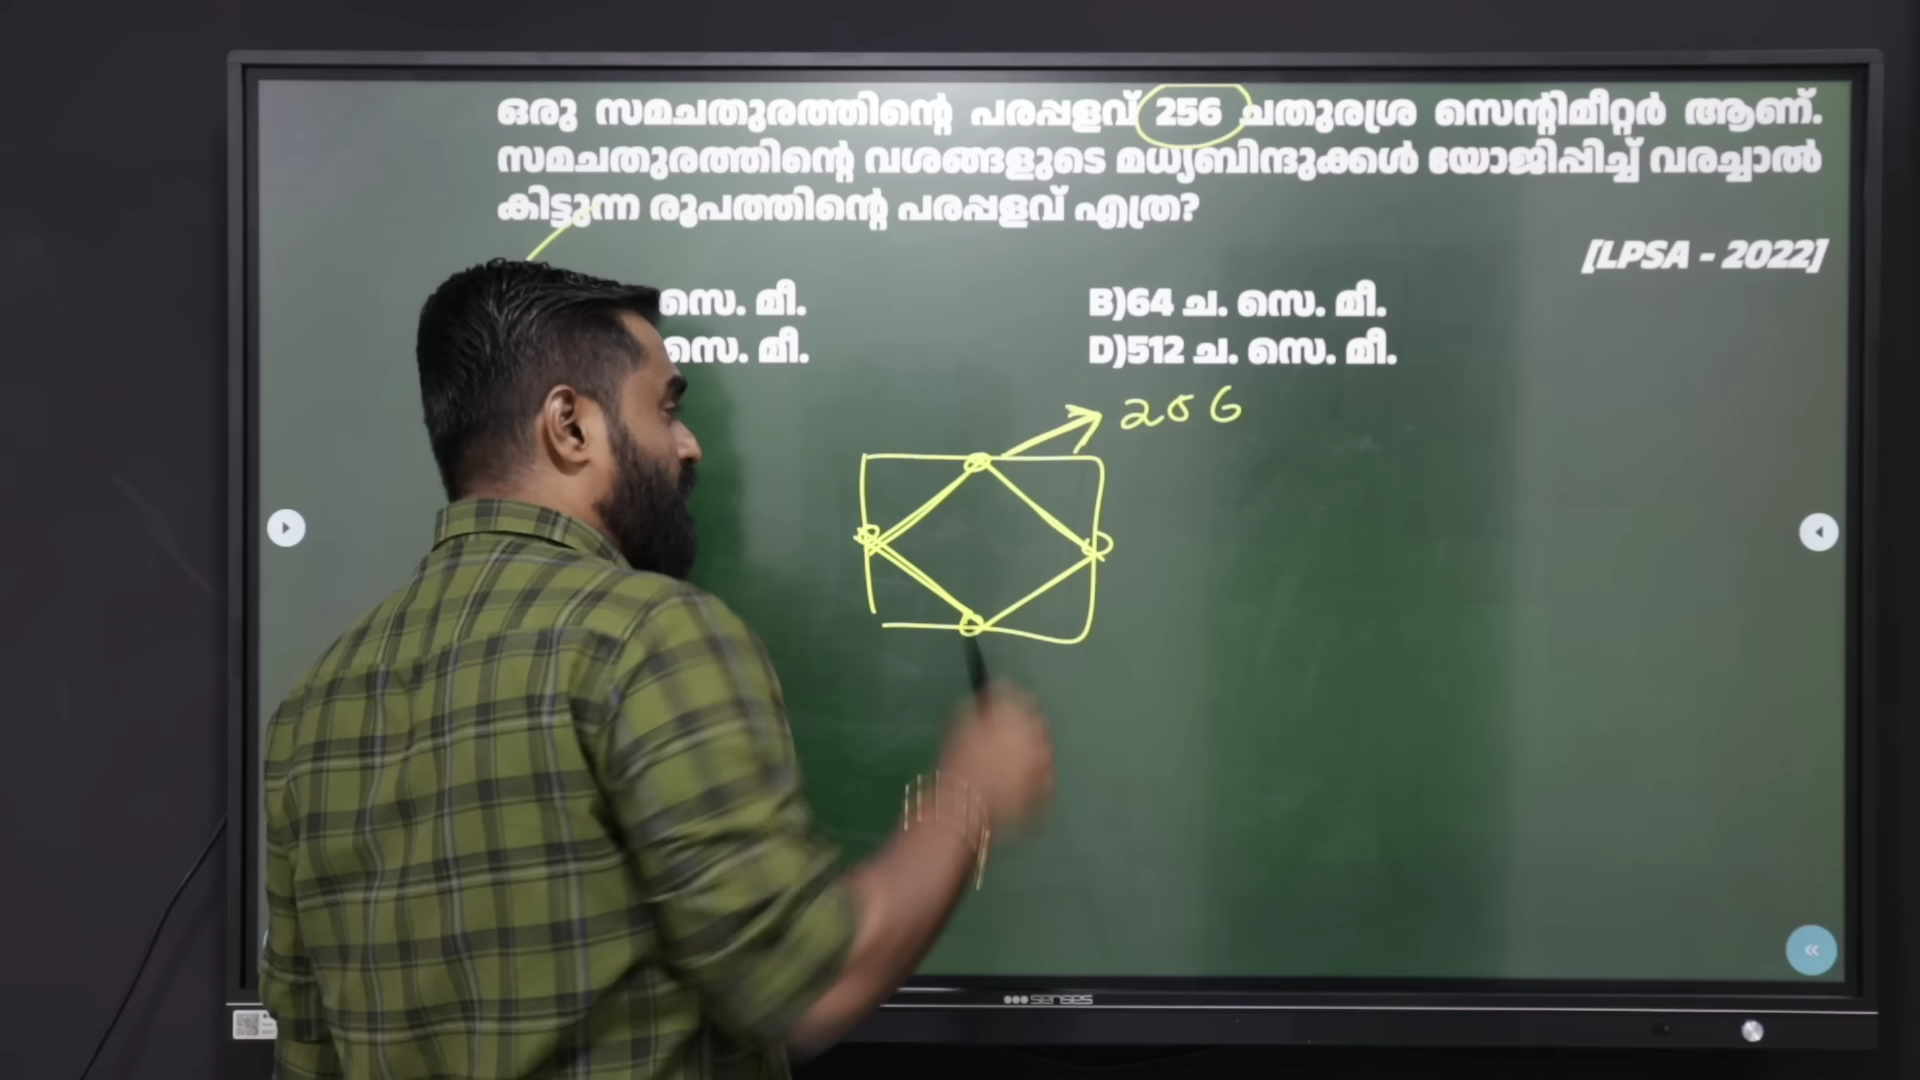 ഒരു സമചതുരത്തിന്റെ പരപ്പളവ് 256 ചതുരശ്ര സെന്റിമീറ്റർ ആണ്.
സമചതുരത്തിന്റെ വശങ്ങളുടെ മധ്യബിന്ദുക്കൾ യോജിപ്പിച്ച് വരച്ചാൽ
കിട്ടുന്ന രൂപത്തിന്റെ പരപ്പളവ് എത്ര?
[LPSA - 2022]
സെ. മീ.
B)64 ച. സെ. മീ.
സെ. മീ.
D)512 ച. സെ. മീ.
256
senses